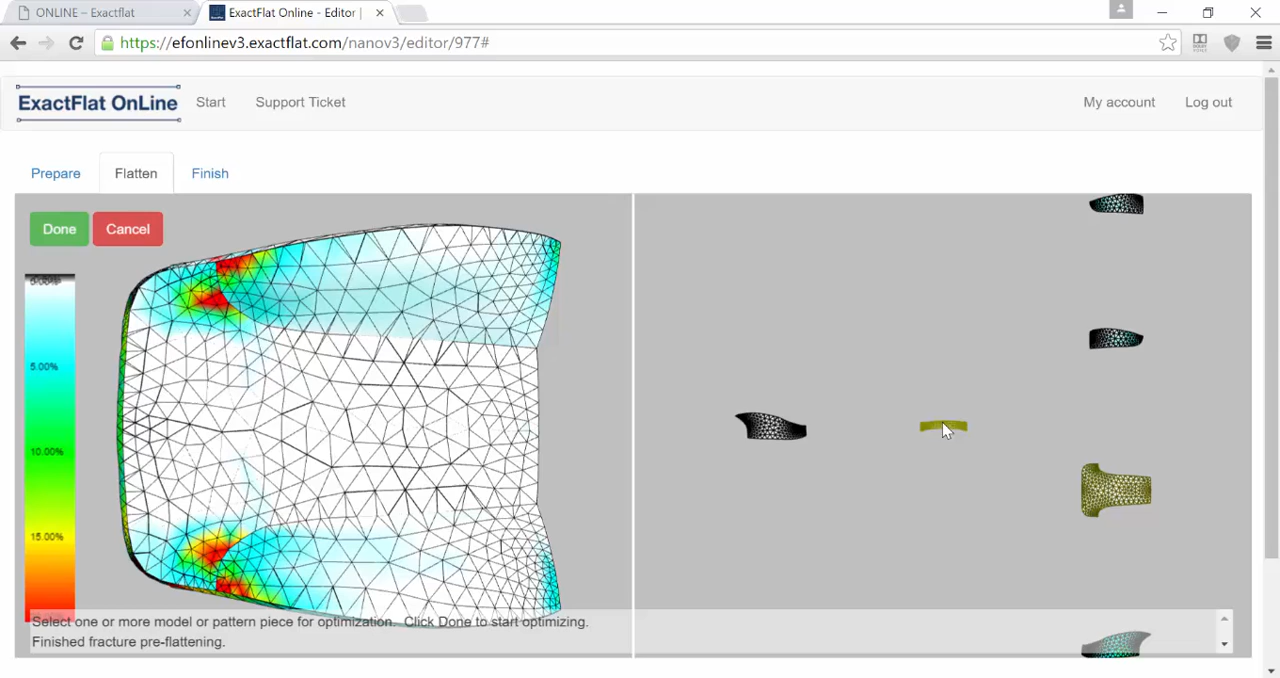 ONLINE – Exactflat
ExactFlat Online - Editor |
https://efonlinev3.exactflat.com/nanov3/editor/977#
ExactFlat OnLine
Start
Support Ticket
My account
Log out
Prepare
Flatten
Finish
Done
Cancel
5.00%
10.00%
15.00%
Select one or more model or pattern piece for optimization. Click Done to start optimizing.
Finished fracture pre-flattening.